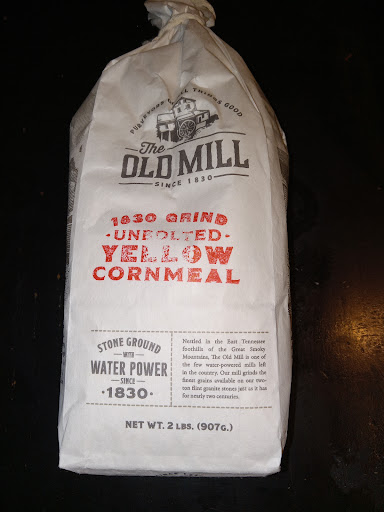 PURVEYORS OF ALL THINGS GOOD
The
OLD MILL
SINCE 1830
1830 GRIND
·UNBOLTED·
YELLOW
CORNMEAL
STONE GROUND
WITH
WATER POWER
SINCE
·1830·
Nestled in the East Tennessee
foothills of the Great Smoky
Mountains, The Old Mill is one of
the few water-powered mills left
in the country. Our mill grinds the
finest grains available on our two-
ton flint granite stones just as it has
for nearly two centuries.
NET WT. 2 LBS. (907G.)